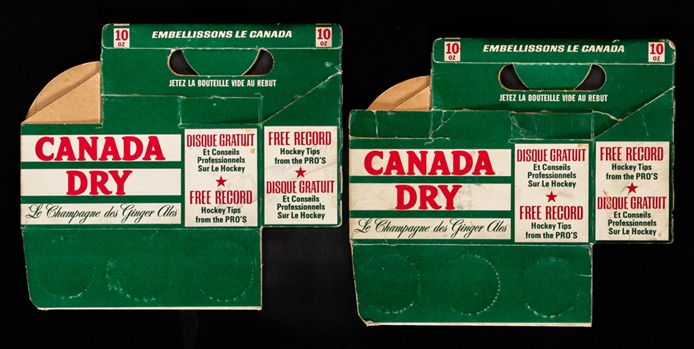 10
OZ
EMBELLISSONS LE CANADA
10
OZ
JETEZ LA BOUTEILLE VIDE AU REBUT
CANADA
DRY
Le Champagne des Ginger Ales
DISQUE GRATUIT
Et Conseils
Professionnels
Sur Le Hockey
★
FREE RECORD
Hockey Tips
from the PRO'S
FREE RECORD
Hockey Tips
from the PRO'S
★
DISQUE GRATUIT
Et Conseils
Professionnels
Sur Le Hockey
10
OZ
EMBELLISSONS LE CANADA
10
OZ
JETEZ LA BOUTEILLE VIDE AU REBUT
CANADA
DRY
Le Champagne des Ginger Ales
DISQUE GRATUIT
Et Conseils
Professionnels
Sur Le Hockey
★
FREE RECORD
Hockey Tips
from the PRO'S
FREE RECORD
Hockey Tips
from the PRO'S
★
DISQUE GRATUIT
Et Conseils
Professionnels
Sur Le Hockey